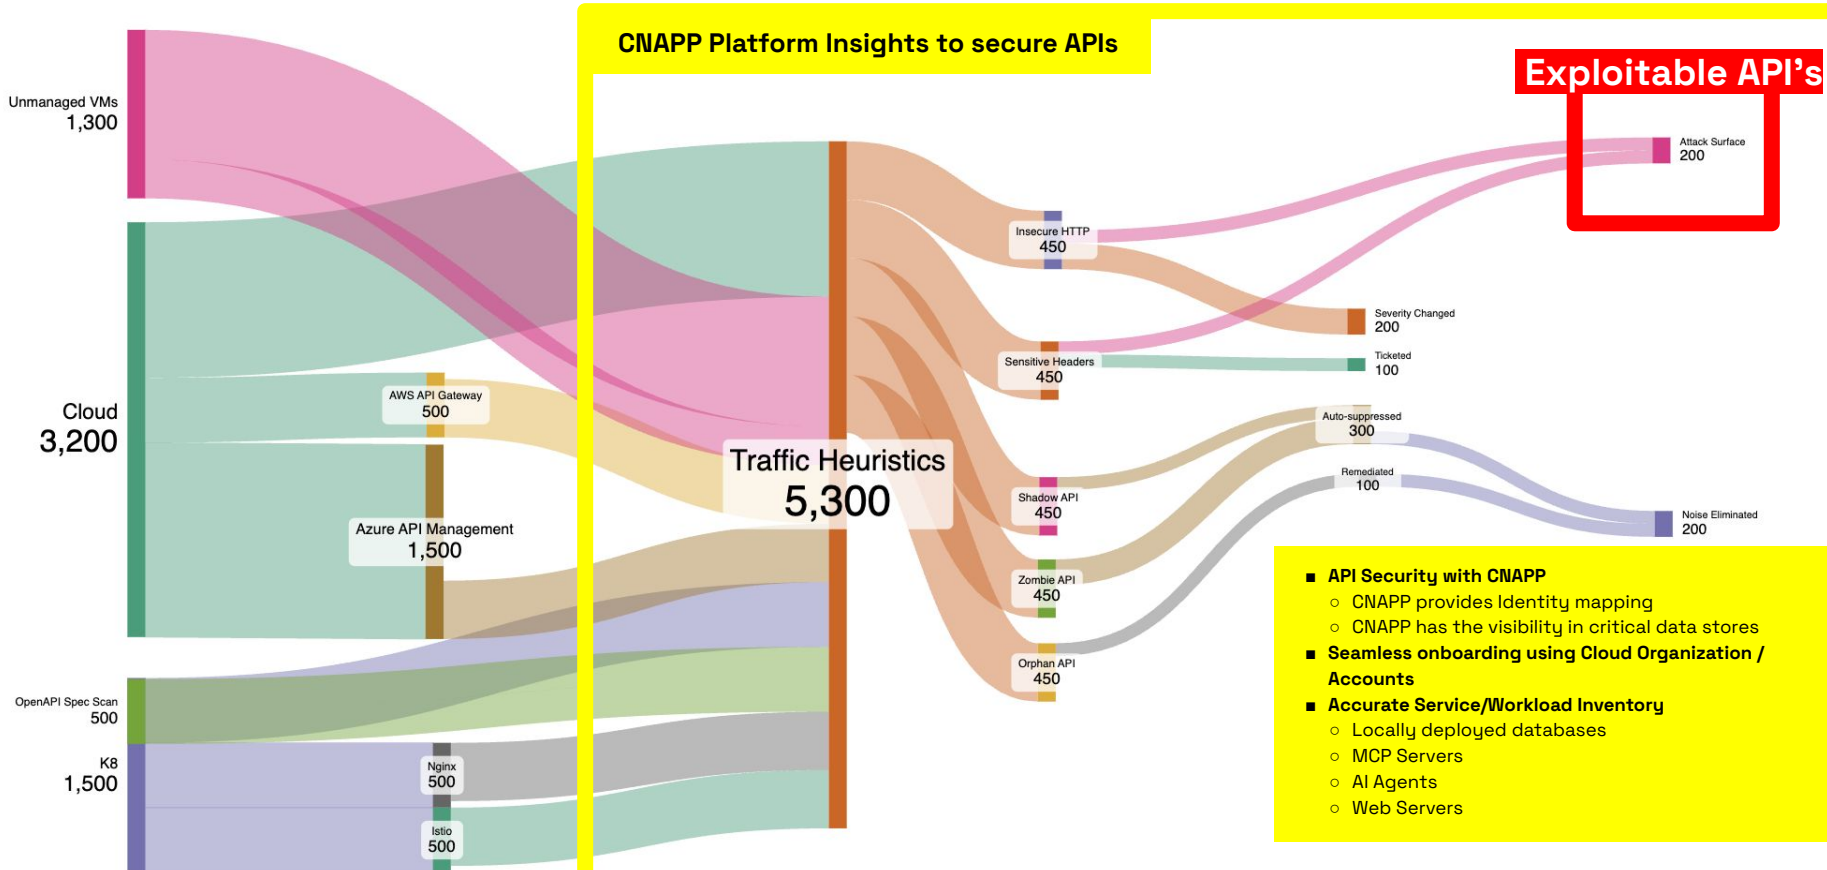 CNAPP Platform Insights to secure APIs
Exploitable API's
Unmanaged VMs
1,300
Attack Surface
200
Insecure HTTP
450
Severity Changed
200
Ticketed
100
Sensitive Headers
450
Cloud
3,200
AWS API Gateway
500
Auto-suppressed
300
Traffic Heuristics
5,300
Remediated
100
Shadow API
450
Noise Eliminated
200
Azure API Management
1,500
Zombie API
450
Orphan API
450
■ API Security with CNAPP
○ CNAPP provides Identity mapping
○ CNAPP has the visibility in critical data stores
■ Seamless onboarding using Cloud Organization /
Accounts
■ Accurate Service/Workload Inventory
○ Locally deployed databases
○ MCP Servers
○ AI Agents
○ Web Servers
OpenAPI Spec Scan
500
K8
1,500
Nginx
500
Istio
500